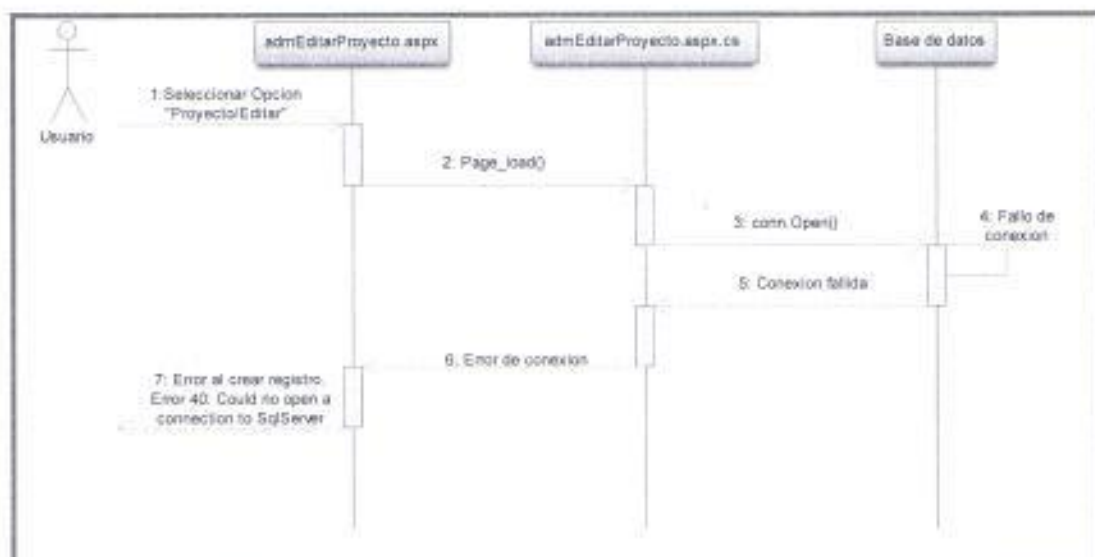 admEditarProyecto.aspx
admEditarProyecto.aspx.cs
Base de datos
Usuario
1:Seleccionar Opcion
"Proyecto/Editar"
2: Page_load()
3: conn.Open()
4: Fallo de
conexion
5: Conexion fallida
6: Error de conexion
7: Error al crear registro.
Error 40: Could no open a
connection to SqlServer